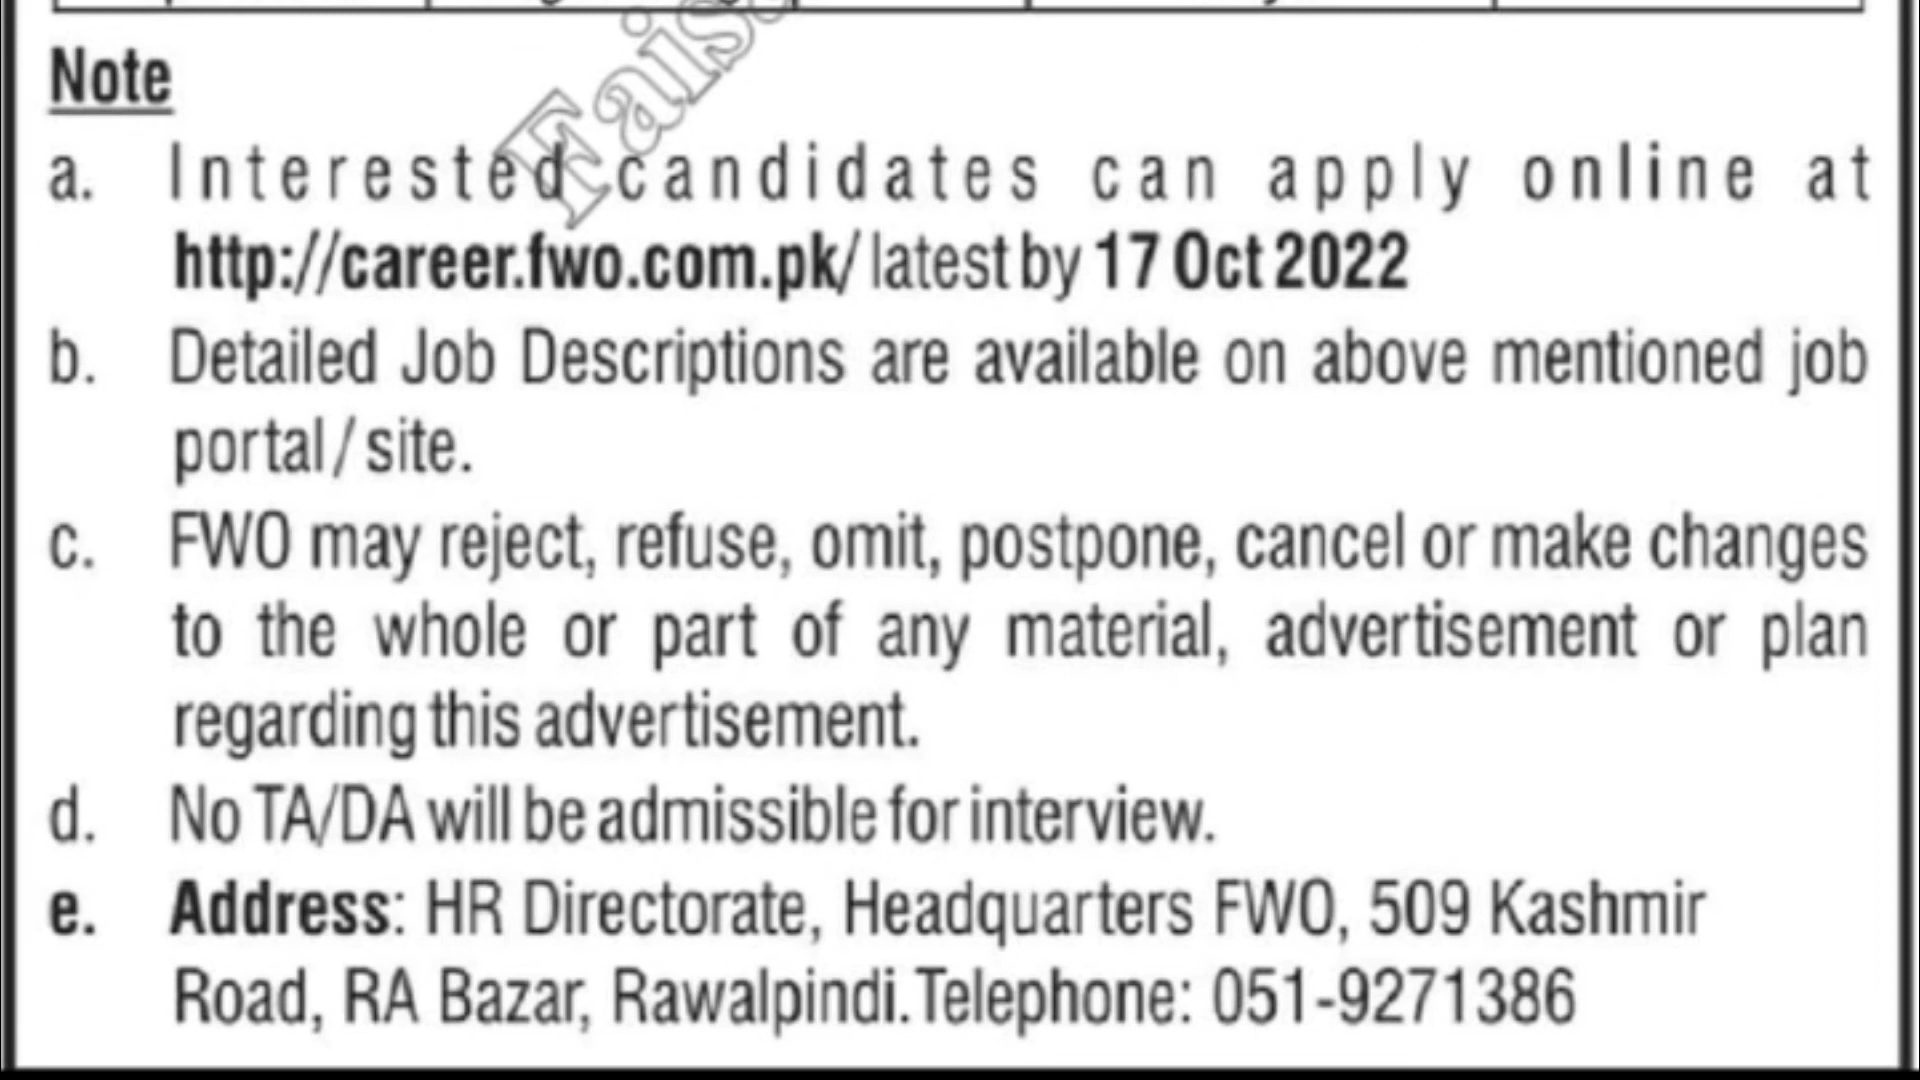 Note
a. Interested candidates can apply online at
http://career.fwo.com.pk/ latest by 17 Oct 2022
b. Detailed Job Descriptions are available on above mentioned job
portal/site.
c. FWO may reject, refuse, omit, postpone, cancel or make changes
to the whole or part of any material, advertisement or plan
regarding this advertisement.
d. No TA/DA will be admissible for interview.
e. Address: HR Directorate, Headquarters FWO, 509 Kashmir
Road, RA Bazar, Rawalpindi. Telephone: 051-9271386